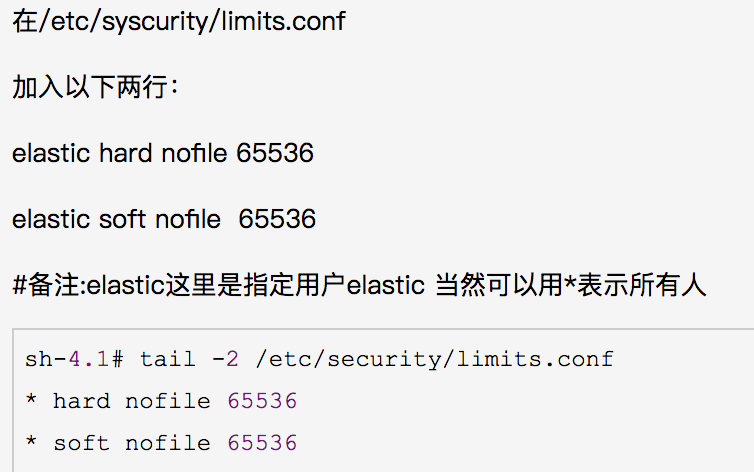 在/etc/syscurity/limits.conf
加入以下两行：
elastic hard nofile 65536
elastic soft nofile  65536
#备注:elastic这里是指定用户elastic 当然可以用*表示所有人
sh-4.1# tail -2 /etc/security/limits.conf
* hard nofile 65536
* soft nofile 65536